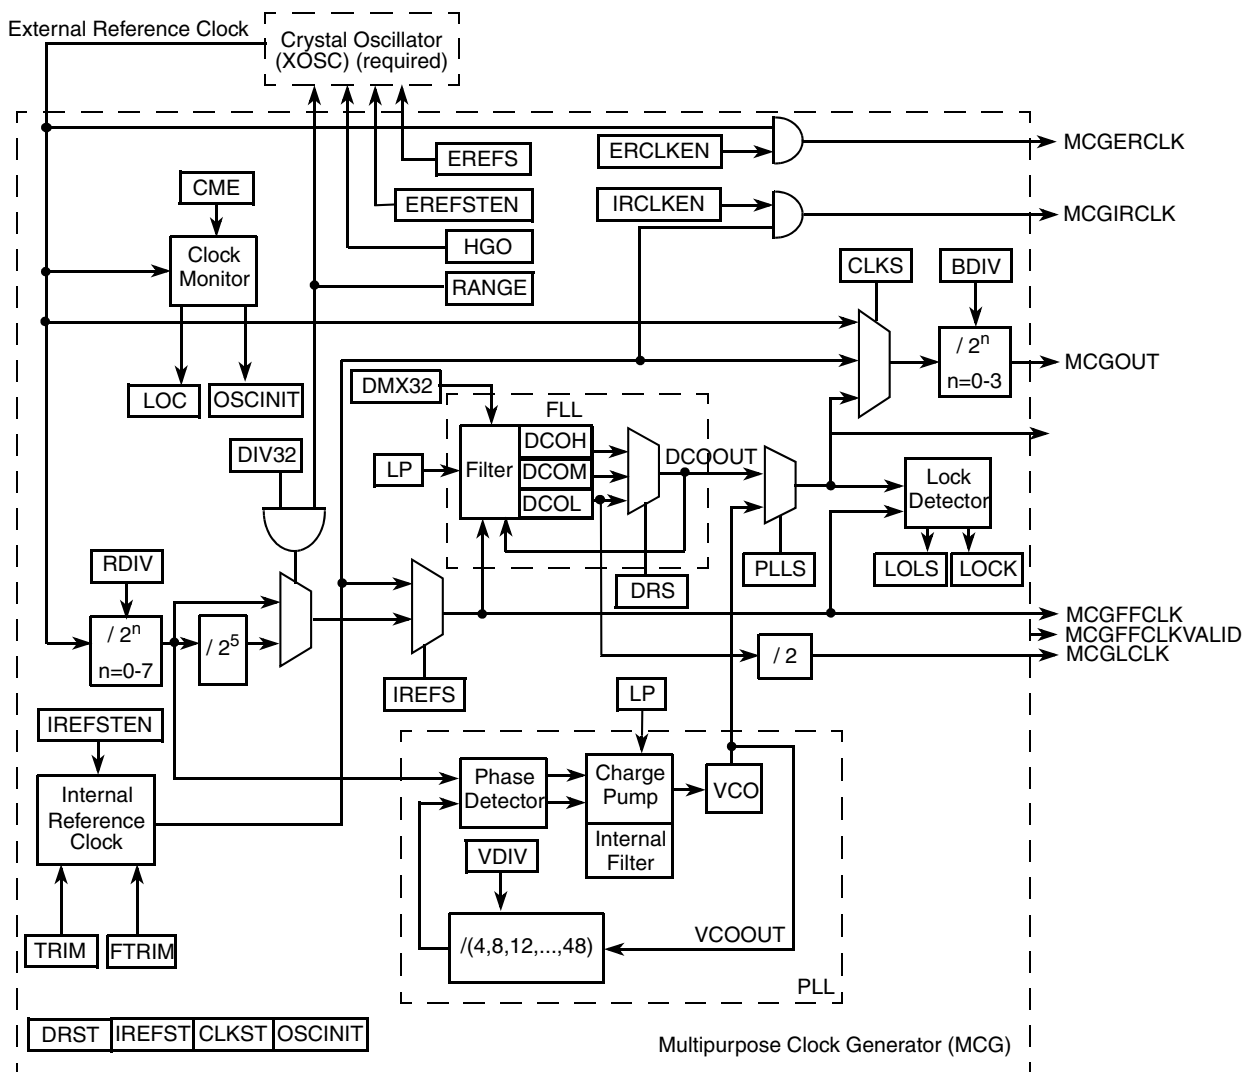 External Reference Clock
Crystal Oscillator
(XOSC) (required)
ERCLKEN
MCGERCLK
EREFS
CME
EREFSTEN
IRCLKEN
MCGIRCLK
HGO
Clock
Monitor
RANGE
CLKS
BDIV
/ 2n
n=0-3
MCGOUT
LOC
OSCINIT
DMX32
FLL
DIV32
LP
Filter
DCOH
DCOM
DCOL
DCOOUT
Lock
Detector
RDIV
DRS
PLLS
LOLS
LOCK
/ 2n
n=0-7
/ 25
MCGFFCLK
MCGFFCLKVALID
MCGLCLK
/ 2
IREFS
LP
IREFSTEN
Internal
Reference
Clock
Phase
Detector
Charge
Pump
Internal
Filter
VCO
VDIV
TRIM
FTRIM
/(4,8,12,...,48)
VCOOUT
PLL
DRST
IREFST
CLKST
OSCINIT
Multipurpose Clock Generator (MCG)